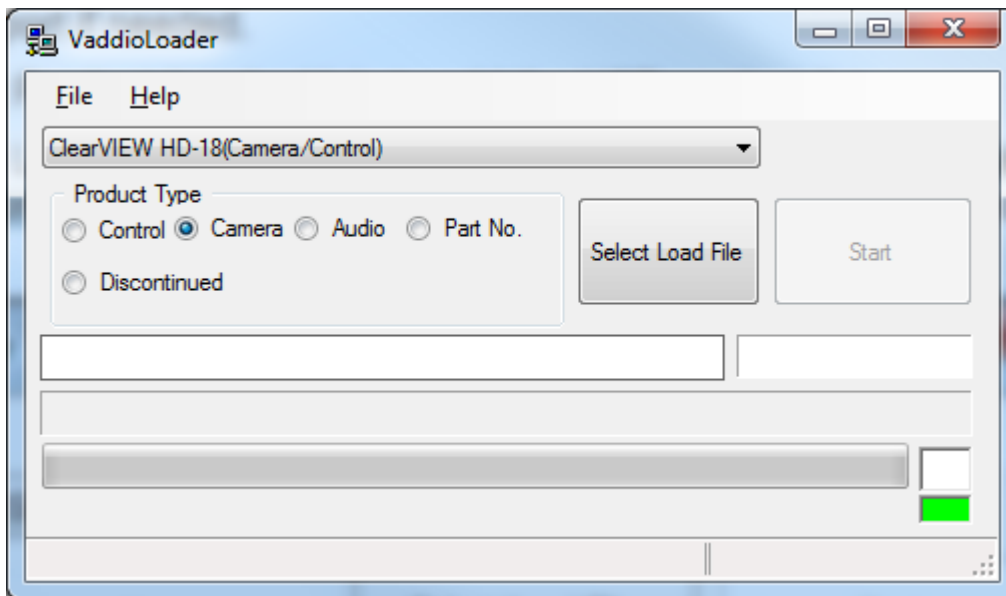 VaddioLoader
File Help
ClearVIEW HD-18(Camera/Control)
Product Type
Control Camera Audio Part No.
Discontinued
Select Load File
Start